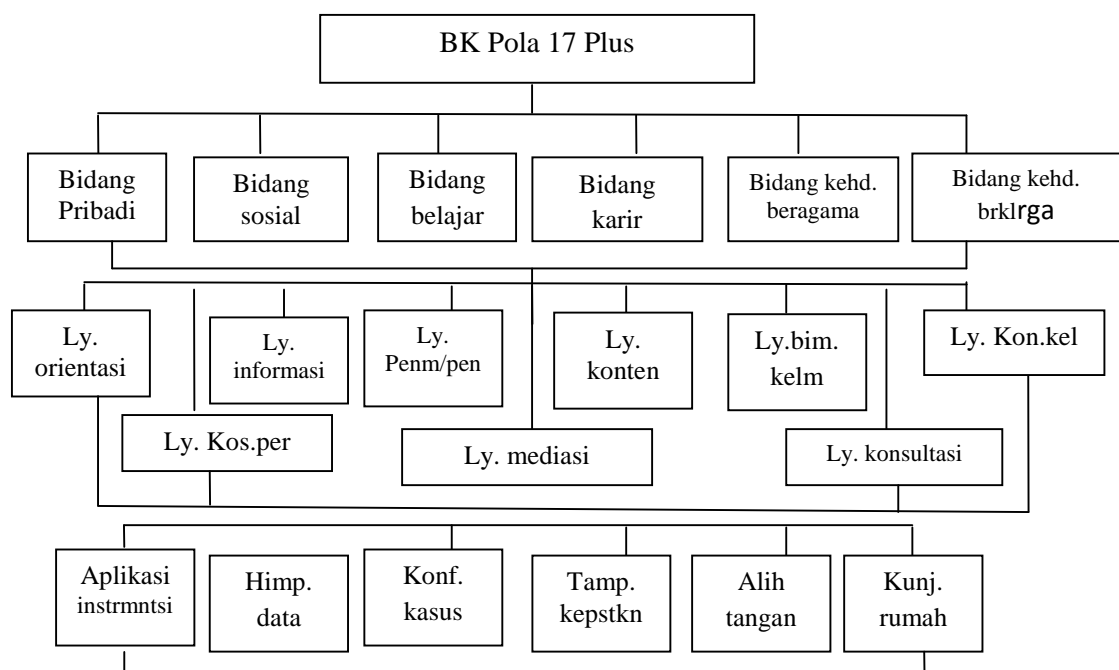 BK Pola 17 Plus
Bidang
Pribadi
Bidang
sosial
Bidang
belajar
Bidang
karir
Bidang kehd.
beragama
Bidang kehd.
brklrga
Ly.
orientasi
Ly.
informasi
Ly.
Penm/pen
Ly.
konten
Ly.bim.
kelm
Ly. Kon.kel
Ly. Kos.per
Ly. mediasi
Ly. konsultasi
Aplikasi
instrmntsi
Himp.
data
Konf.
kasus
Tamp.
kepstkn
Alih
tangan
Kunj.
rumah